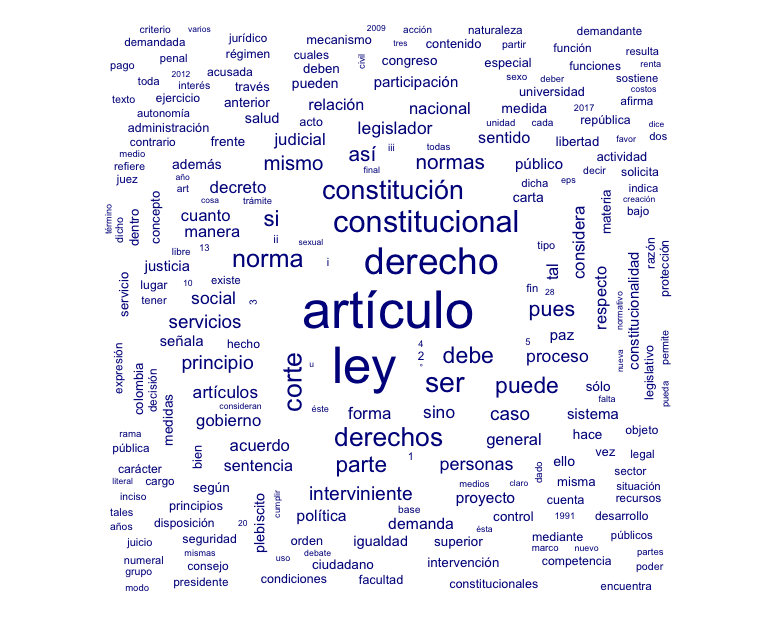 criterio varios jurídico mecanismo 2009 acción naturaleza demandante
demandada tres contenido partir función
penal régimen cuales civil congreso especial resulta
pago 2012 acusada deben funciones renta
toda interés través pueden participación sexo deber sostiene
texto ejercicio anterior relación nacional medida universidad costos afirma
autonomía salud acto 2017 república
administración judicial legislador unidad cada dice
contrario frente sentido libertad favor dos
medio mismo así iii todas normas público actividad
refiere además final decir solicita
juez año decreto constitución dicha eps indica
art cosa trámite carta creación
término dicho dentro concepto cuanto si constitucional materia bajo
manera ii sexual considera
libre 13 norma i derecho tal tipo razón protección
justicia respecto constitucionalidad
servicio lugar 10 existe fin 28
tener social 3 artículo pues normativo
servicios paz
señala hecho 4 5 permite
expresión principio corte u ley 2 debe proceso nueva legislativo
colombia decisión artículos " ser puede sólo pueda
medidas consideran éste falta
gobierno forma sino caso sistema
rama derechos hace objeto
pública bien acuerdo general vez legal
carácter sentencia parte 1 personas dado ello sector
literal cargo según medios claro misma situación
inciso interviniente proyecto cuenta recursos
tales principios plebiscito cumplir base
años disposición 20 política demanda ésta control 1991 desarrollo
juicio seguridad orden igualdad superior mediante públicos
numeral mismas uso debate marco nuevo partes
grupo consejo ciudadano intervención competencia poder
modo presidente condiciones facultad constitucionales encuentra